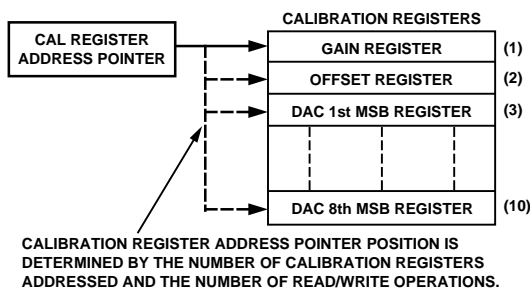 CALIBRATION REGISTERS
CAL REGISTER
ADDRESS POINTER
GAIN REGISTER (1)
OFFSET REGISTER (2)
DAC 1st MSB REGISTER (3)
DAC 8th MSB REGISTER (10)
CALIBRATION REGISTER ADDRESS POINTER POSITION IS
DETERMINED BY THE NUMBER OF CALIBRATION REGISTERS
ADDRESSED AND THE NUMBER OF READ/WRITE OPERATIONS.